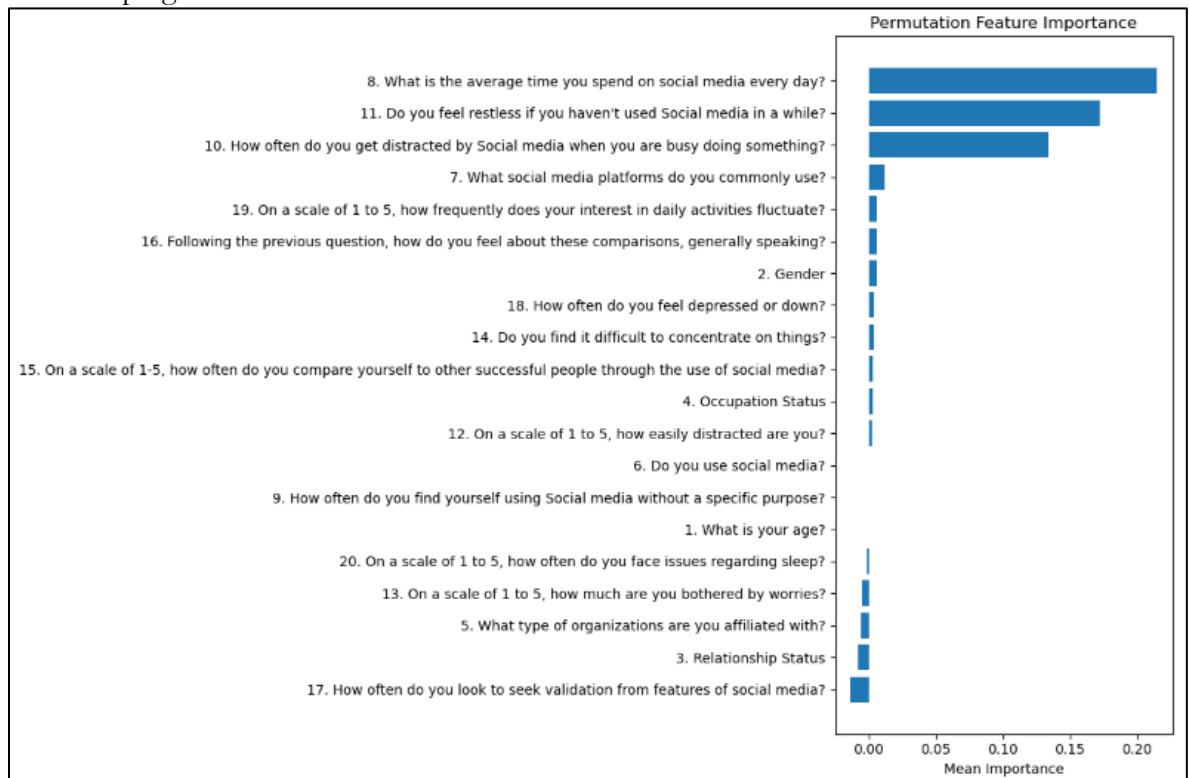 Permutation Feature Importance
8. What is the average time you spend on social media every day?
11. Do you feel restless if you haven't used Social media in a while?
10. How often do you get distracted by Social media when you are busy doing something?
7. What social media platforms do you commonly use?
19. On a scale of 1 to 5, how frequently does your interest in daily activities fluctuate?
16. Following the previous question, how do you feel about these comparisons, generally speaking?
2. Gender
18. How often do you feel depressed or down?
14. Do you find it difficult to concentrate on things?
15. On a scale of 1-5, how often do you compare yourself to other successful people through the use of social media?
4. Occupation Status
12. On a scale of 1 to 5, how easily distracted are you?
6. Do you use social media?
9. How often do you find yourself using Social media without a specific purpose?
1. What is your age?
20. On a scale of 1 to 5, how often do you face issues regarding sleep?
13. On a scale of 1 to 5, how much are you bothered by worries?
5. What type of organizations are you affiliated with?
3. Relationship Status
17. How often do you look to seek validation from features of social media?
0.00 0.05 0.10 0.15 0.20
Mean Importance